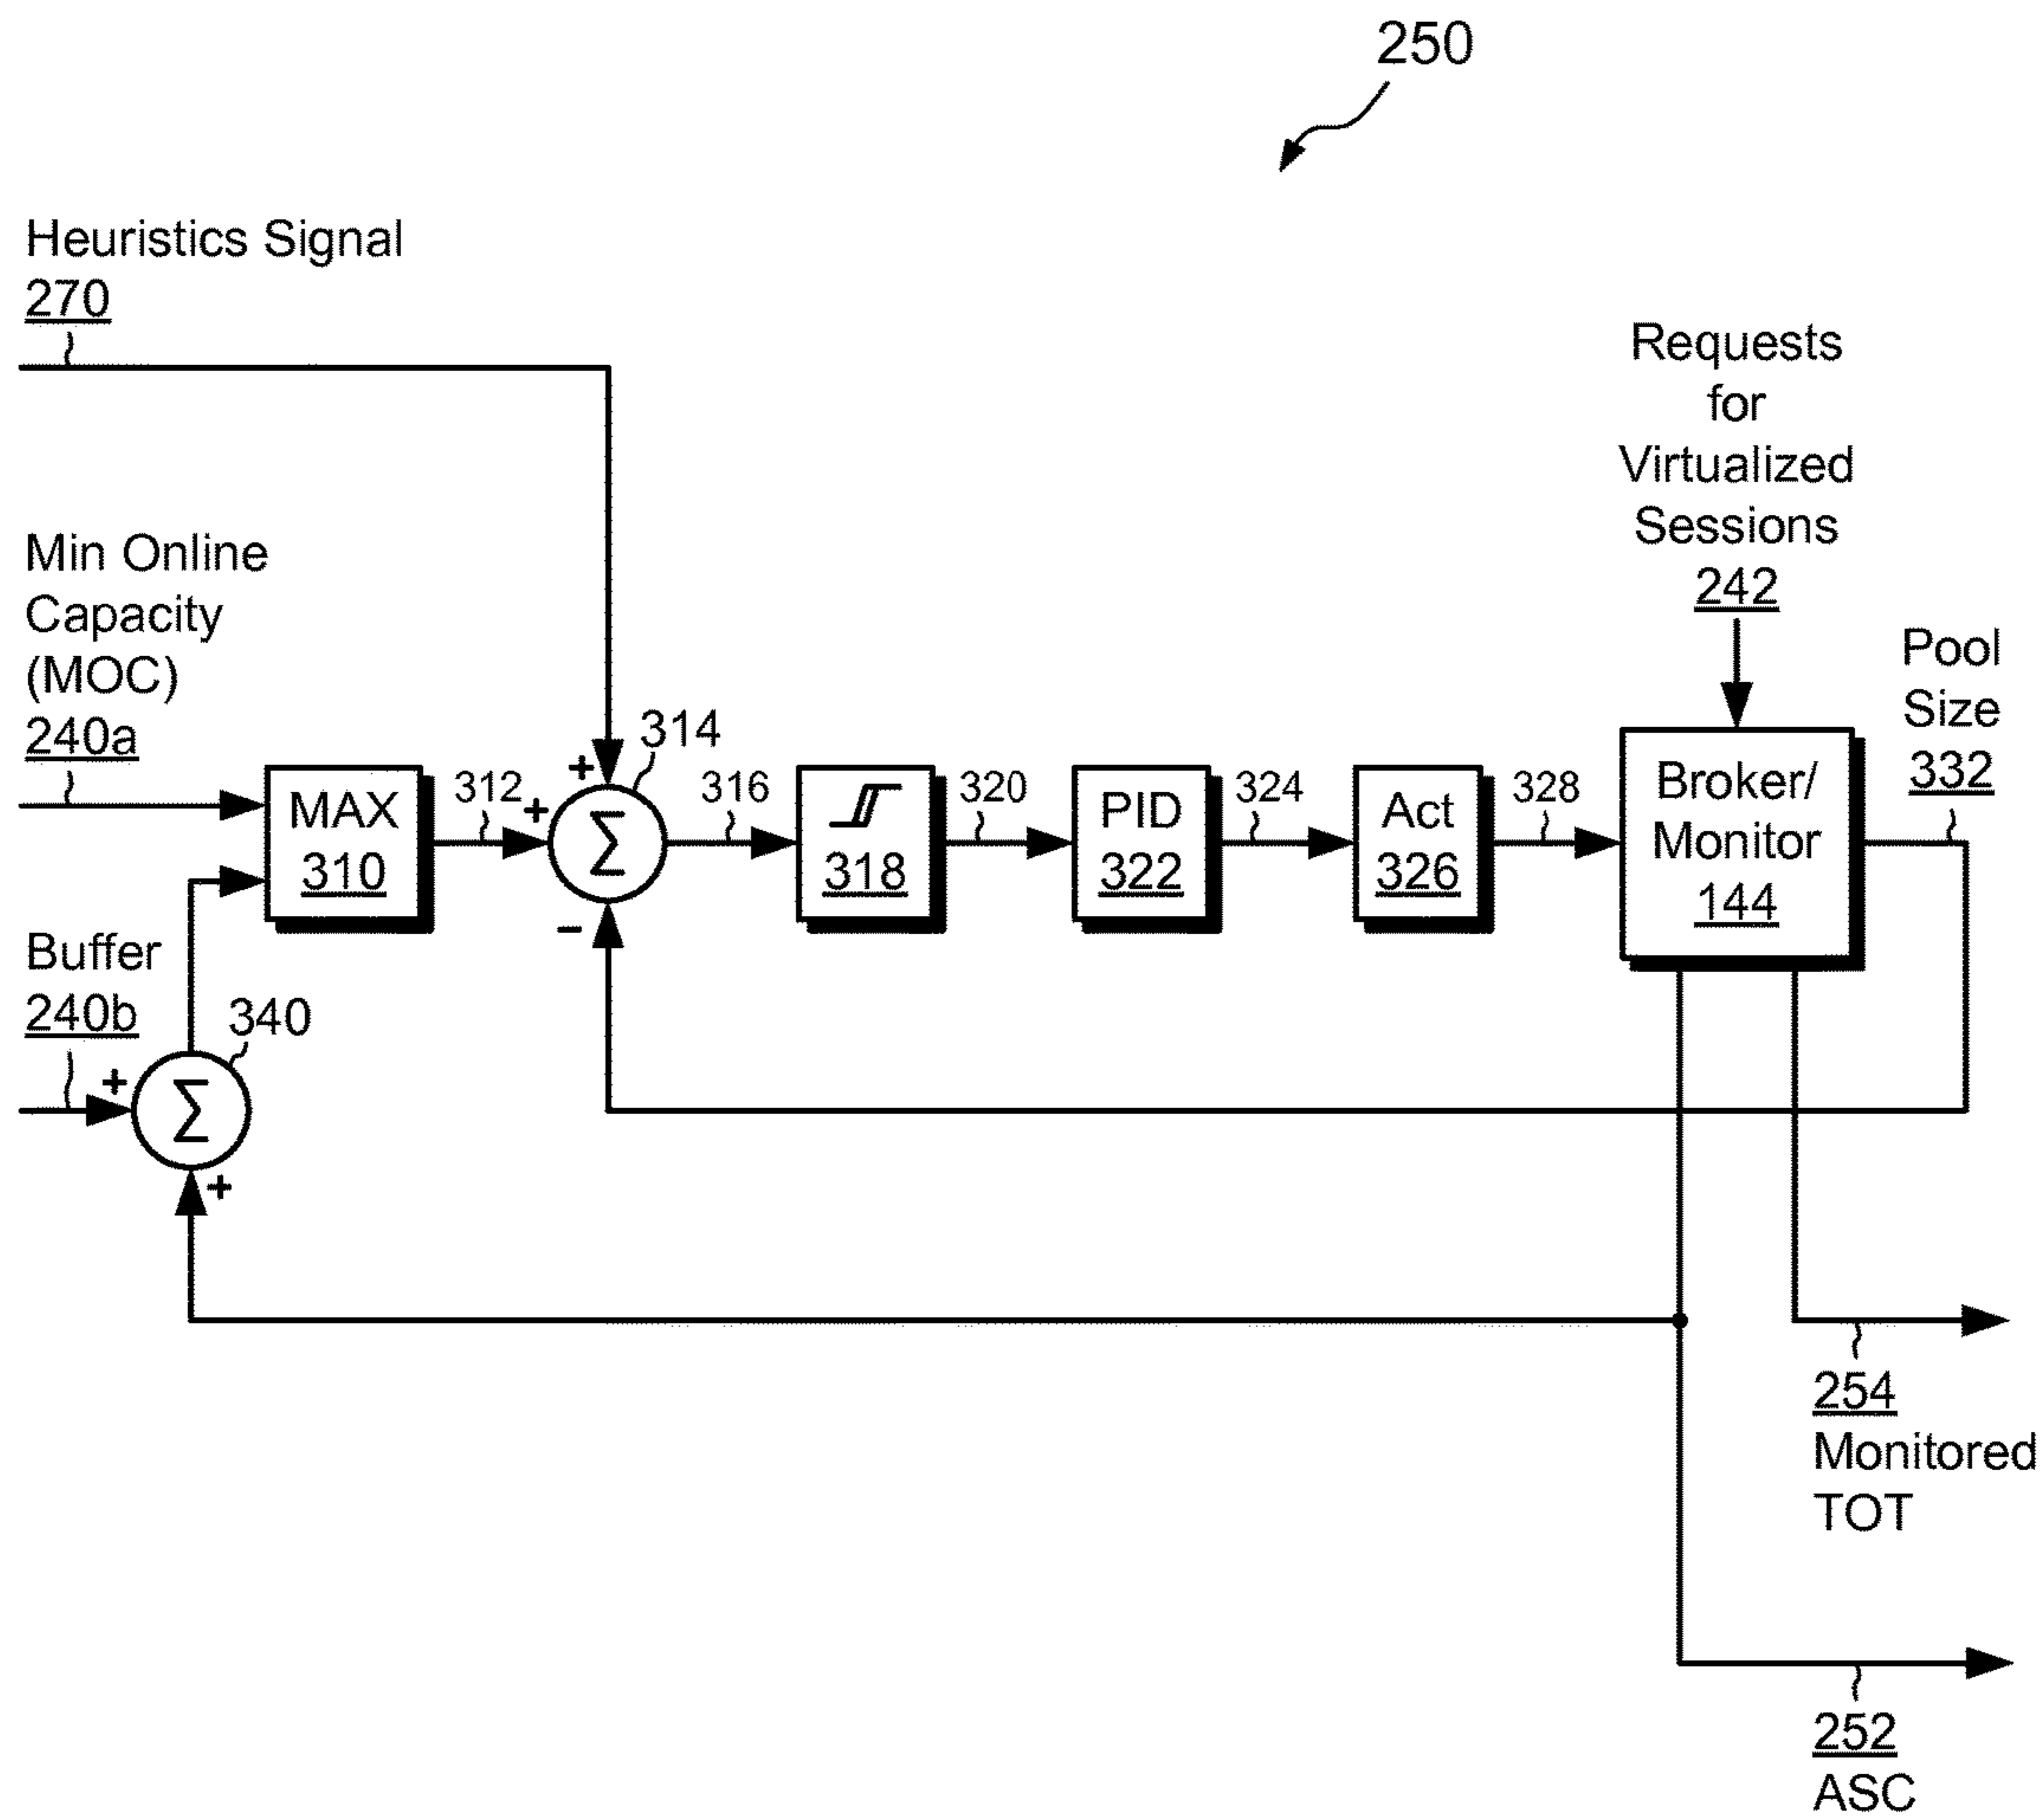 250
Heuristics Signal
270
Requests
for
Virtualized
Sessions
242
Min Online
Capacity
(MOC)
240a
Pool
Size
332
314
+
+
−
MAX
310
312
Σ
316
318
320
PID
322
324
Act
326
328
Broker/
Monitor
144
Buffer
240b
340
+
Σ
+
254
Monitored
TOT
252
ASC